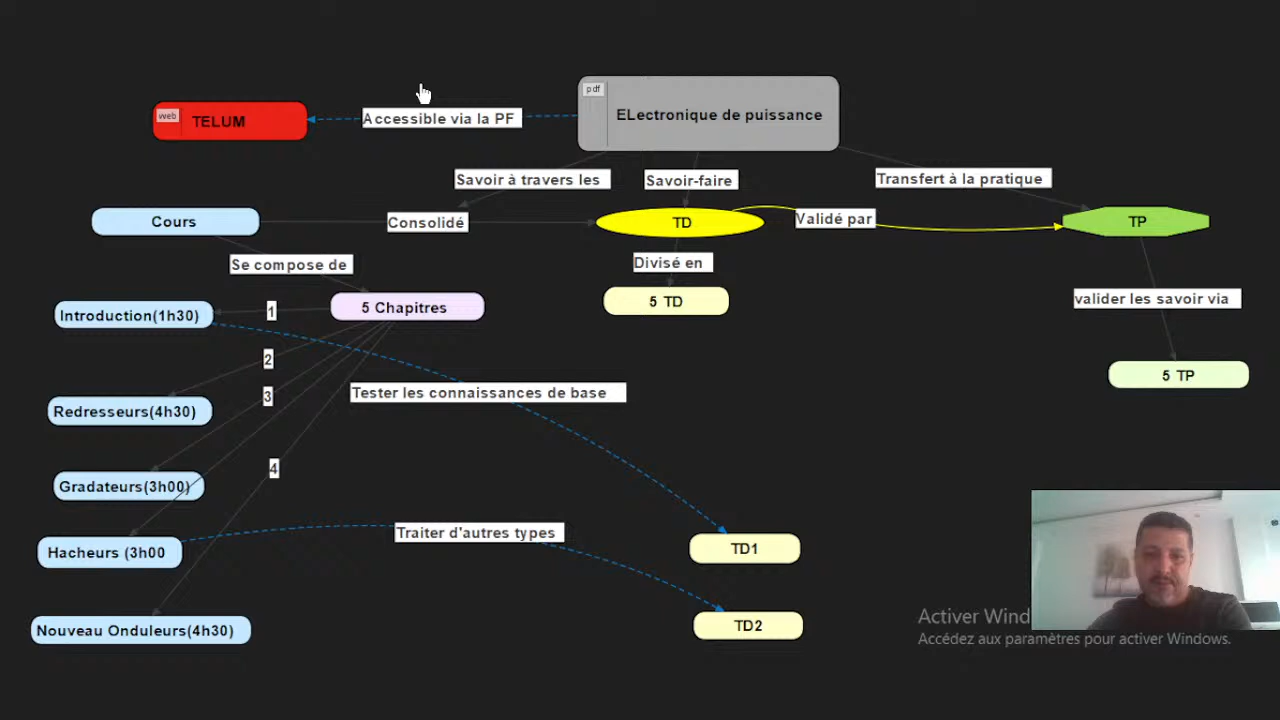 pdf
ELectronique de puissance
web
TELUM
Accessible via la PF
Savoir à travers les
Savoir-faire
Transfert à la pratique
Cours
Consolidé
TD
Validé par
TP
Se compose de
Divisé en
5 Chapitres
5 TD
valider les savoir via
Introduction(1h30)
1
2
3
4
5 TP
Tester les connaissances de base
Redresseurs(4h30)
Gradateurs(3h00)
Hacheurs (3h00
Traiter d'autres types
TD1
TD2
Nouveau Onduleurs(4h30)
Activer Wind
Accédez aux paramètres pour activer Windows.